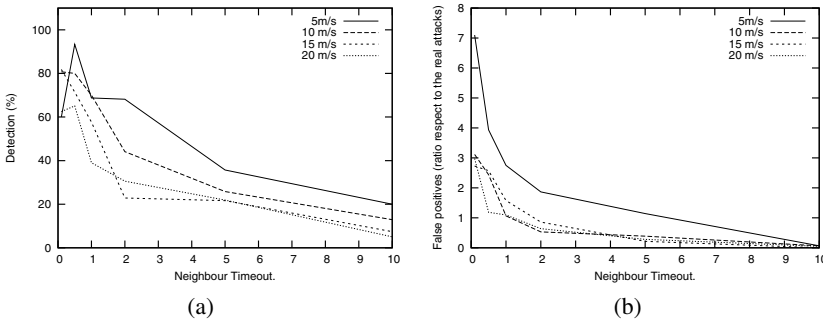 110
100
80
60
40
20
0
Detection (%)
0 1 2 3 4 5 6 7 8 9 10
Neighbour Timeout.
5m/s
10 m/s
15 m/s
20 m/s
(a)
8
7
6
5
4
3
2
1
0
False positives (ratio respect to the real attacks)
0 1 2 3 4 5 6 7 8 9 10
Neighbour Timeout.
5m/s
10 m/s
15 m/s
20 m/s
(b)